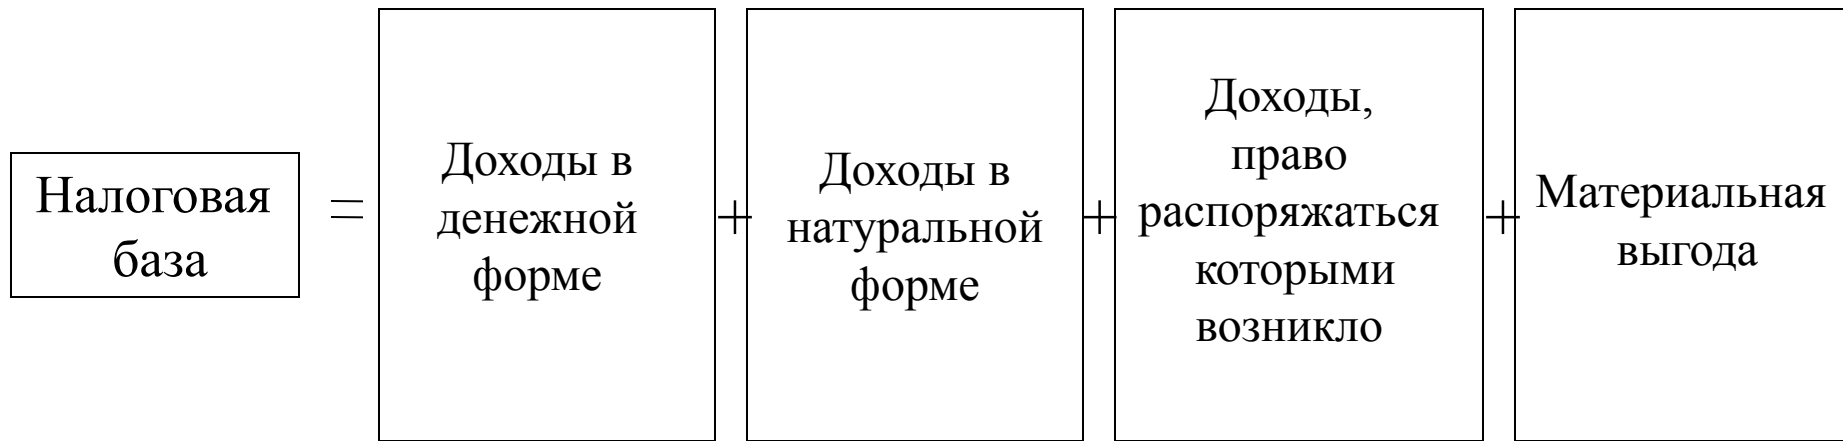 Налоговая
база
=
Доходы в
денежной
форме
+
Доходы в
натуральной
форме
+
Доходы,
право
распоряжаться
которыми
возникло
+
Материальная
выгода